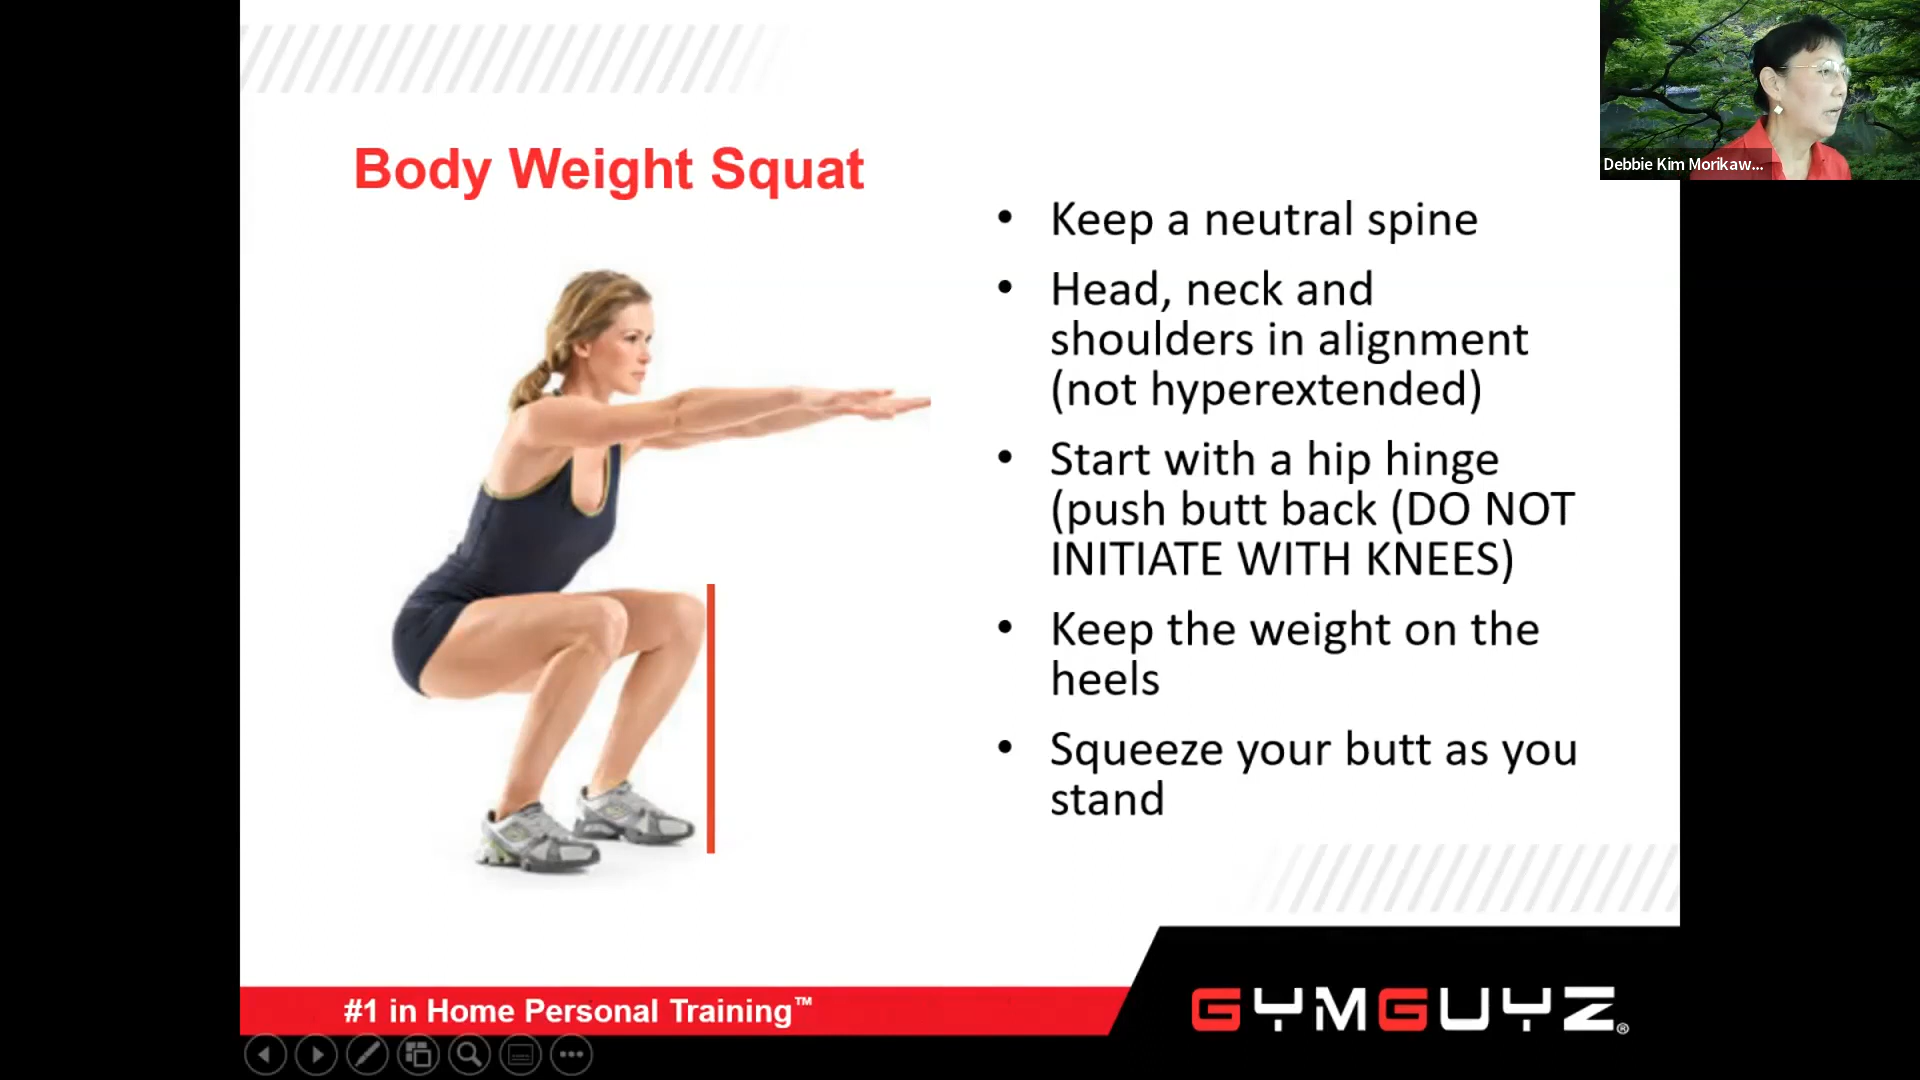 Body Weight Squat
Debbie Kim Morikaw...
• Keep a neutral spine
• Head, neck and
shoulders in alignment
(not hyperextended)
• Start with a hip hinge
(push butt back (DO NOT
INITIATE WITH KNEES)
• Keep the weight on the
heels
• Squeeze your butt as you
stand
#1 in Home Personal Training™
GYMGUYZ®